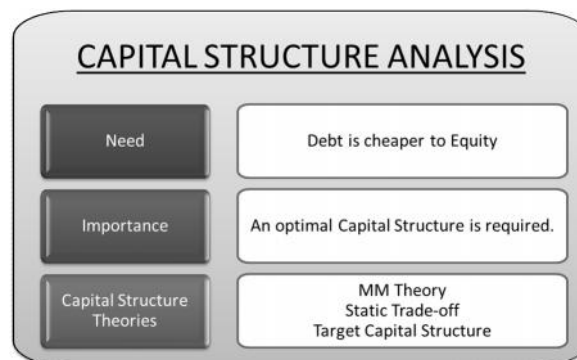 CAPITAL STRUCTURE ANALYSIS
Need
Debt is cheaper to Equity
Importance
An optimal Capital Structure is required.
Capital Structure
Theories
MM Theory
Static Trade-off
Target Capital Structure